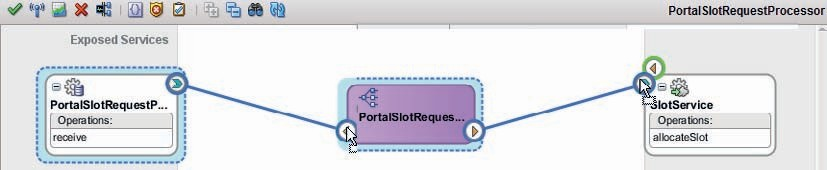 PortalSlotRequestProcessor
Exposed Services
PortalSlotRequestP...
Operations:
receive
PortalSlotReques...
SlotService
Operations:
allocateSlot